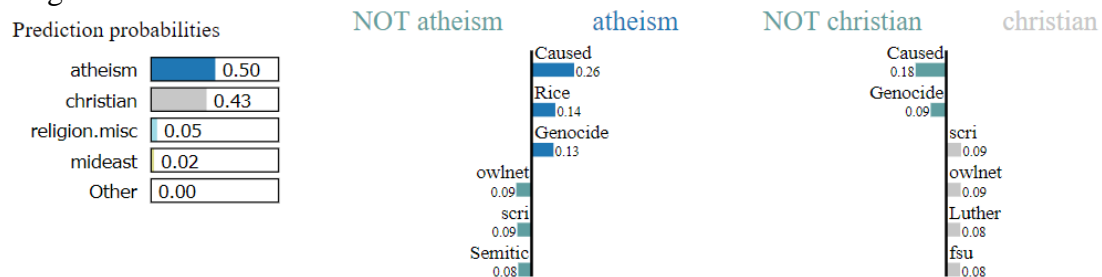 Prediction probabilities
atheism 0.50
christian 0.43
religion.misc 0.05
mideast 0.02
Other 0.00
NOT atheism atheism
Caused
0.26
Rice
0.14
Genocide
0.13
owlnet
0.09
scri
0.09
Semitic
0.08
NOT christian christian
Caused
0.18
Genocide
0.09
scri
0.09
owlnet
0.09
Luther
0.08
fsu
0.08